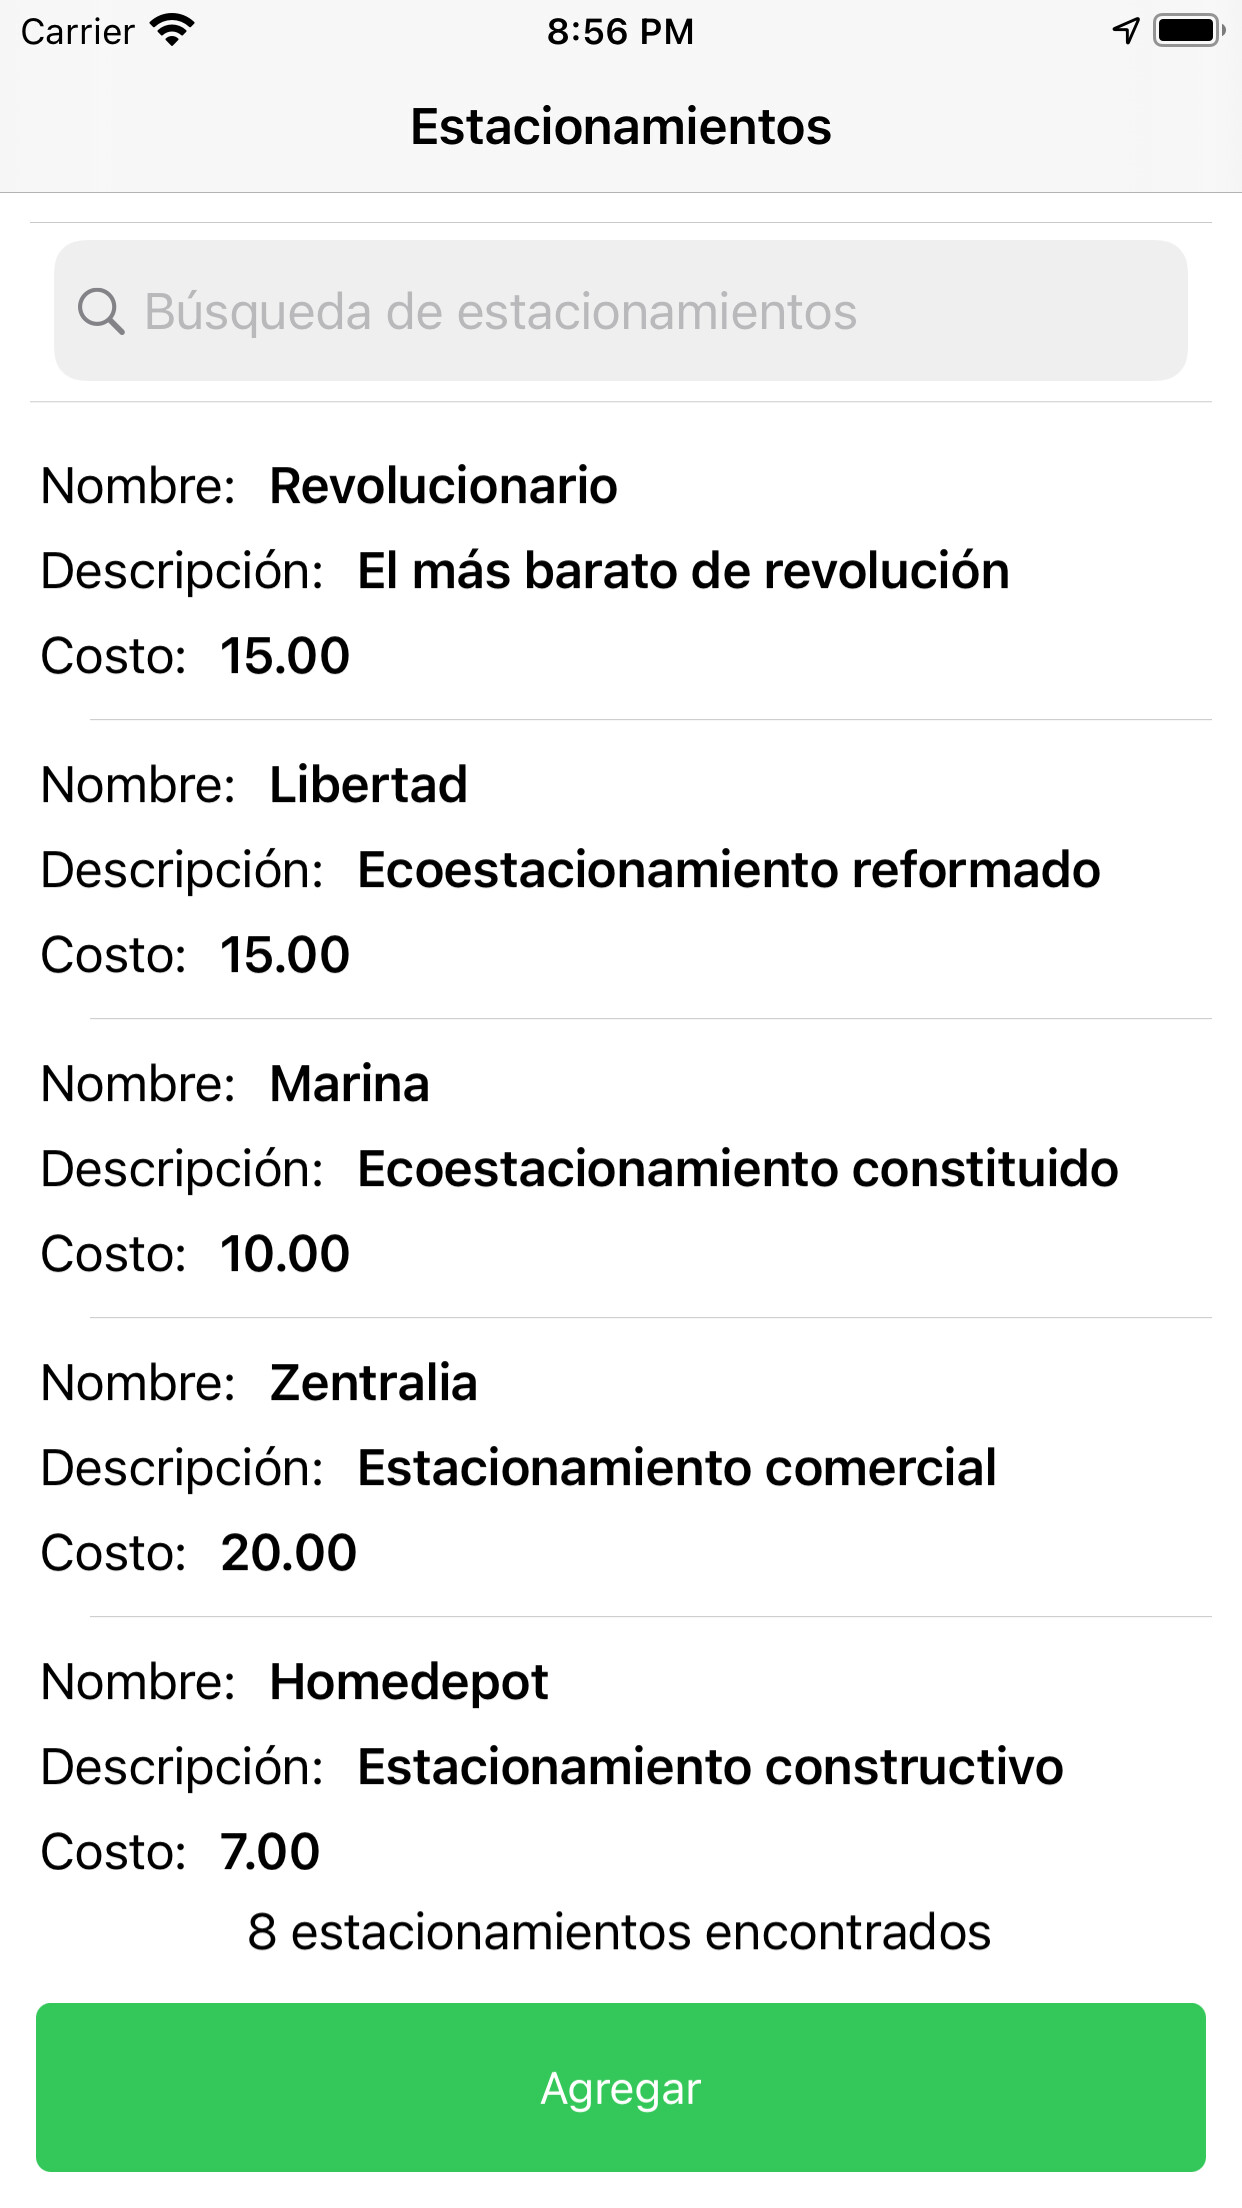 Carrier 8:56 PM
Estacionamientos
Búsqueda de estacionamientos
Nombre: Revolucionario
Descripción: El más barato de revolución
Costo: 15.00
Nombre: Libertad
Descripción: Ecoestacionamiento reformado
Costo: 15.00
Nombre: Marina
Descripción: Ecoestacionamiento constituido
Costo: 10.00
Nombre: Zentralia
Descripción: Estacionamiento comercial
Costo: 20.00
Nombre: Homedepot
Descripción: Estacionamiento constructivo
Costo: 7.00
8 estacionamientos encontrados
Agregar